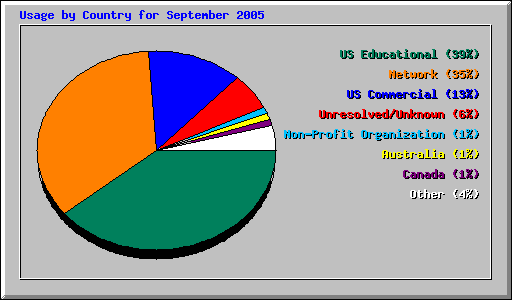 Usage by Country for September 2005
US Educational (39%)
Network (35%)
US Commercial (13%)
Unresolved/Unknown (6%)
Non-Profit Organization (1%)
Australia (1%)
Canada (1%)
Other (4%)